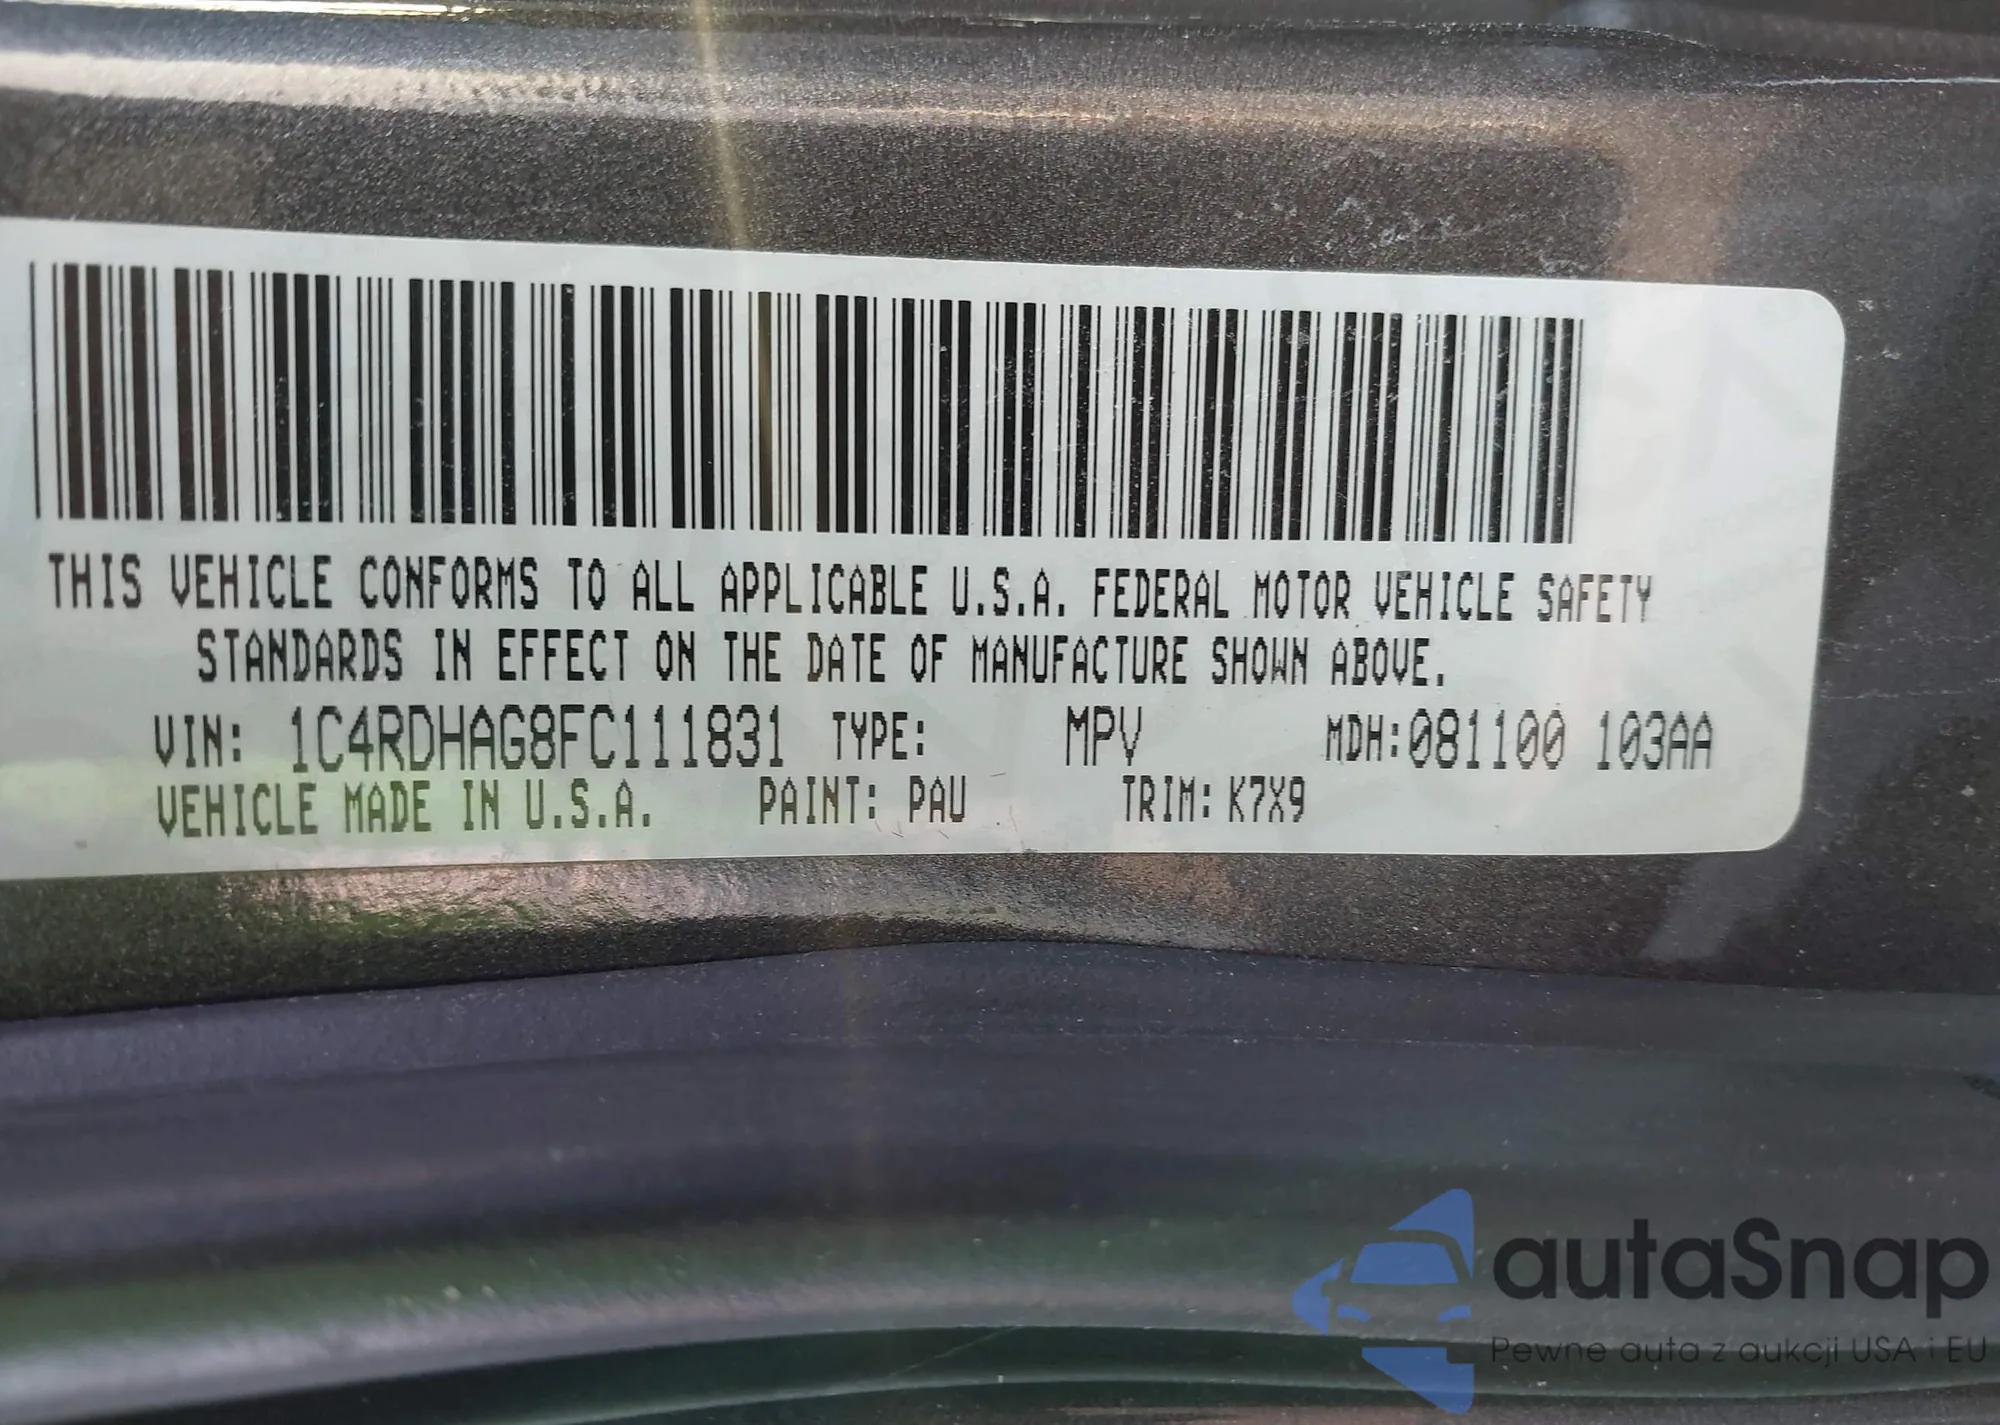 THIS VEHICLE CONFORMS TO ALL APPLICABLE U.S.A. FEDERAL MOTOR VEHICLE SAFETY
STANDARDS IN EFFECT ON THE DATE OF MANUFACTURE SHOWN ABOVE.
VIN: 1C4RDHAG8FC111831 TYPE: MPV MDH:081100 103AA
VEHICLE MADE IN U.S.A. PAINT: PAU TRIM: K7X9
autaSnap
Pewne auta z aukcji USA i EU